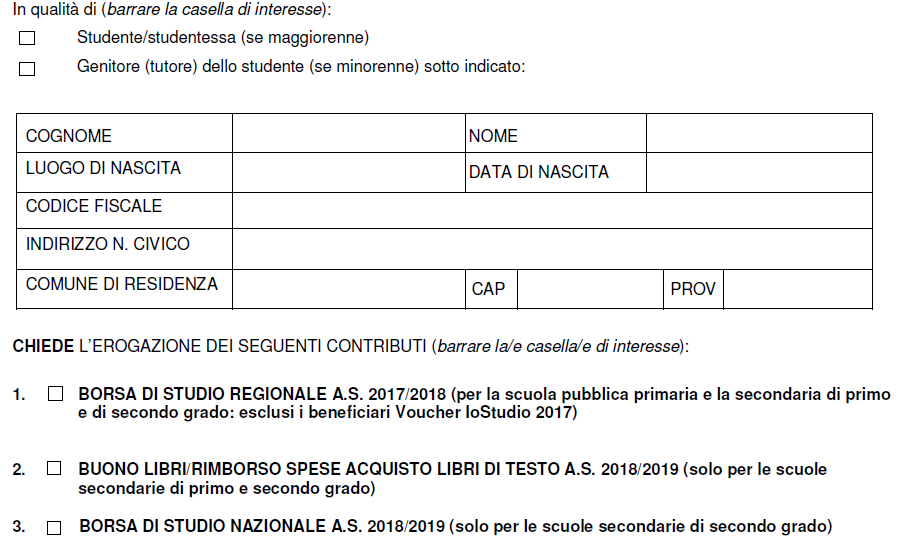 In qualità di (barrare la casella di interesse):
Studente/studentessa (se maggiorenne)
Genitore (tutore) dello studente (se minorenne) sotto indicato:
COGNOME NOME
LUOGO DI NASCITA DATA DI NASCITA
CODICE FISCALE
INDIRIZZO N. CIVICO
COMUNE DI RESIDENZA CAP PROV
CHIEDE L'EROGAZIONE DEI SEGUENTI CONTRIBUTI (barrare la/e casella/e di interesse):
1. BORSA DI STUDIO REGIONALE A.S. 2017/2018 (per la scuola pubblica primaria e la secondaria di primo
e di secondo grado: esclusi i beneficiari Voucher IoStudio 2017)
2. BUONO LIBRI/RIMBORSO SPESE ACQUISTO LIBRI DI TESTO A.S. 2018/2019 (solo per le scuole
secondarie di primo e secondo grado)
3. BORSA DI STUDIO NAZIONALE A.S. 2018/2019 (solo per le scuole secondarie di secondo grado)